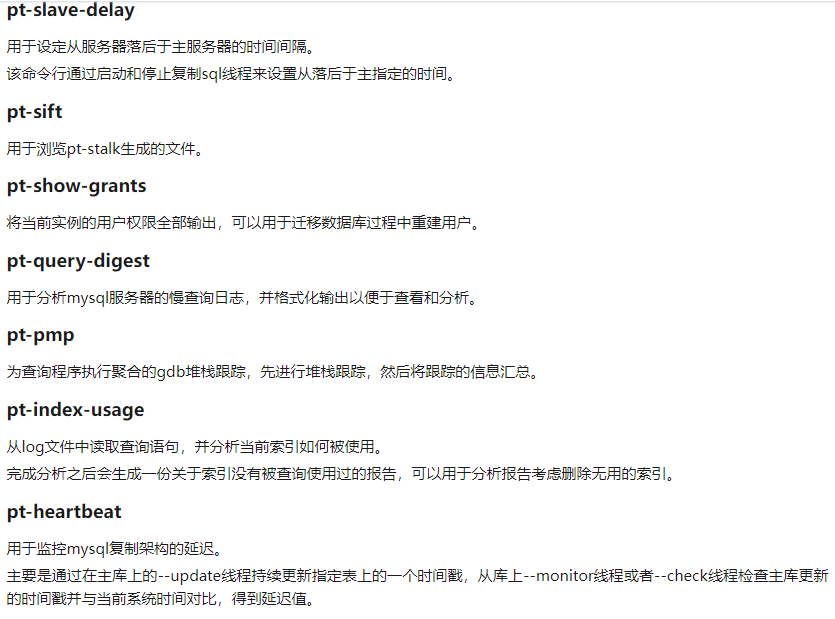 pt-slave-delay
用于设定从服务器落后于主服务器的时间间隔。
该命令行通过启动和停止复制sql线程来设置从落后于主指定的时间。
pt-sift
用于浏览pt-stalk生成的文件。
pt-show-grants
将当前实例的用户权限全部输出，可以用于迁移数据库过程中重建用户。
pt-query-digest
用于分析mysql服务器的慢查询日志，并格式化输出以便于查看和分析。
pt-pmp
为查询程序执行聚合的gdb堆栈跟踪，先进行堆栈跟踪，然后将跟踪的信息汇总。
pt-index-usage
从log文件中读取查询语句，并分析当前索引如何被使用。
完成分析之后会生成一份关于索引没有被查询使用过的报告，可以用于分析报告考虑删除无用的索引。
pt-heartbeat
用于监控mysql复制架构的延迟。
主要是通过在主库上的--update线程持续更新指定表上的一个时间戳，从库上--monitor线程或者--check线程检查主库更新
的时间戳并与当前系统时间对比，得到延迟值。